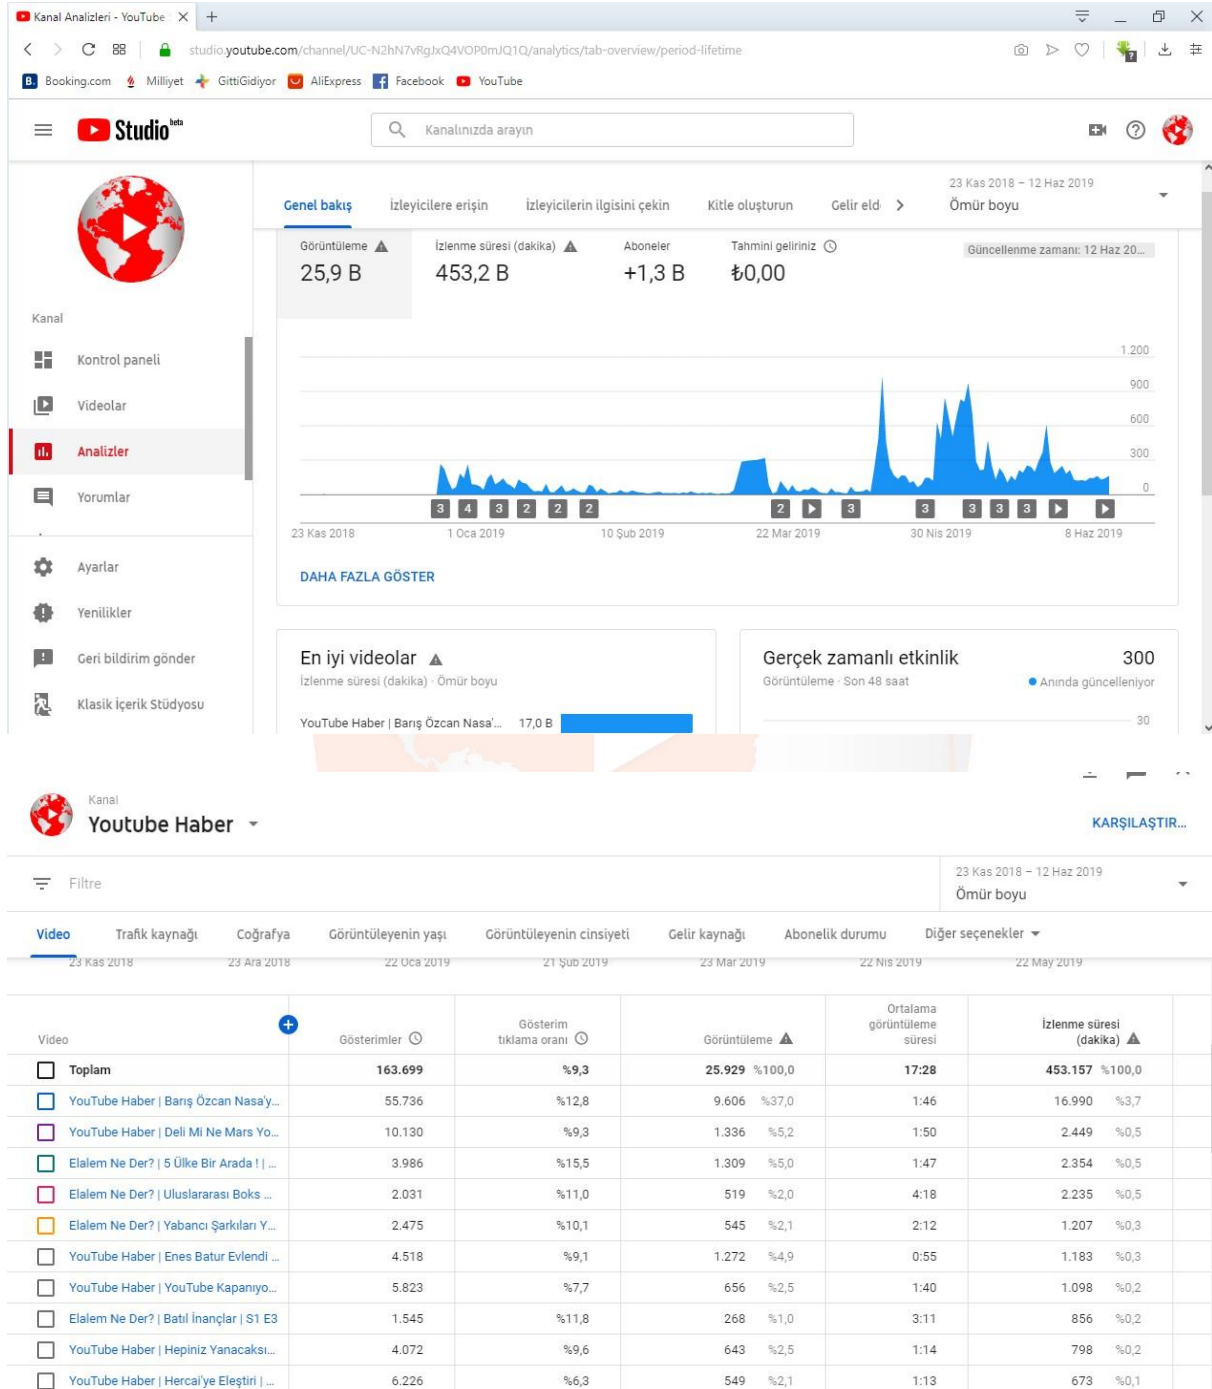 Kanal Analizleri - YouTube
studio.youtube.com/channel/UC-N2hN7vRgJxQ4VOP0mJQ1Q/analytics/tab-overview/period-lifetime
B. Booking.com Milliyet GittiGidiyor AliExpress Facebook YouTube
Studio beta
Kanalınızda arayın
Genel bakış İzleyicilere erişin İzleyicilerin ilgisini çekin Kitle oluşturun Gelir eld
23 Kas 2018 – 12 Haz 2019
Ömür boyu
Görüntüleme İzlenme süresi (dakika) Aboneler Tahmini geliriniz
25,9 B 453,2 B +1,3 B ₺0,00
Güncellenme zamanı: 12 Haz 20...
Kanal
Kontrol paneli
Videolar
Analizler
Yorumlar
Ayarlar
Yenilikler
Geri bildirim gönder
Klasik İçerik Stüdyosu
1.200
900
600
300
0
3 4 3 2 2 2 2 3 3 3 3 3
23 Kas 2018 1 Oca 2019 10 Şub 2019 22 Mar 2019 30 Nis 2019 8 Haz 2019
DAHA FAZLA GÖSTER
En iyi videolar
İzlenme süresi (dakika) · Ömür boyu
YouTube Haber | Barış Özcan Nasa'... 17,0 B
Gerçek zamanlı etkinlik 300
Görüntüleme · Son 48 saat Anında güncelleniyor
30
Kanal
Youtube Haber
KARŞILAŞTIR...
Filtre
23 Kas 2018 – 12 Haz 2019
Ömür boyu
Video Trafik kaynağı Coğrafya Görüntüleyenin yaşı Görüntüleyenin cinsiyeti Gelir kaynağı Abonelik durumu Diğer seçenekler
23 Kas 2018 23 Ara 2018 22 Oca 2019 21 Şub 2019 23 Mar 2019 22 Nis 2019 22 May 2019
Video Gösterimler Gösterim tıklama oranı Görüntüleme Ortalama görüntüleme süresi İzlenme süresi (dakika)
Toplam 163.699 %9,3 25.929 %100,0 17:28 453.157 %100,0
YouTube Haber | Barış Özcan Nasa'y... 55.736 %12,8 9.606 %37,0 1:46 16.990 %3,7
YouTube Haber | Deli Mi Ne Mars Yo... 10.130 %9,3 1.336 %5,2 1:50 2.449 %0,5
Elalem Ne Der? | 5 Ülke Bir Arada ! | ... 3.986 %15,5 1.309 %5,0 1:47 2.354 %0,5
Elalem Ne Der? | Uluslararası Boks ... 2.031 %11,0 519 %2,0 4:18 2.235 %0,5
Elalem Ne Der? | Yabancı Şarkıları Y... 2.475 %10,1 545 %2,1 2:12 1.207 %0,3
YouTube Haber | Enes Batur Evlendi ... 4.518 %9,1 1.272 %4,9 0:55 1.183 %0,3
YouTube Haber | YouTube Kapanıyo... 5.823 %7,7 656 %2,5 1:40 1.098 %0,2
Elalem Ne Der? | Batıl İnançlar | S1 E3 1.545 %11,8 268 %1,0 3:11 856 %0,2
YouTube Haber | Hepiniz Yanacaksı... 4.072 %9,6 643 %2,5 1:14 798 %0,2
YouTube Haber | Hercai'ye Eleştiri | ... 6.226 %6,3 549 %2,1 1:13 673 %0,1